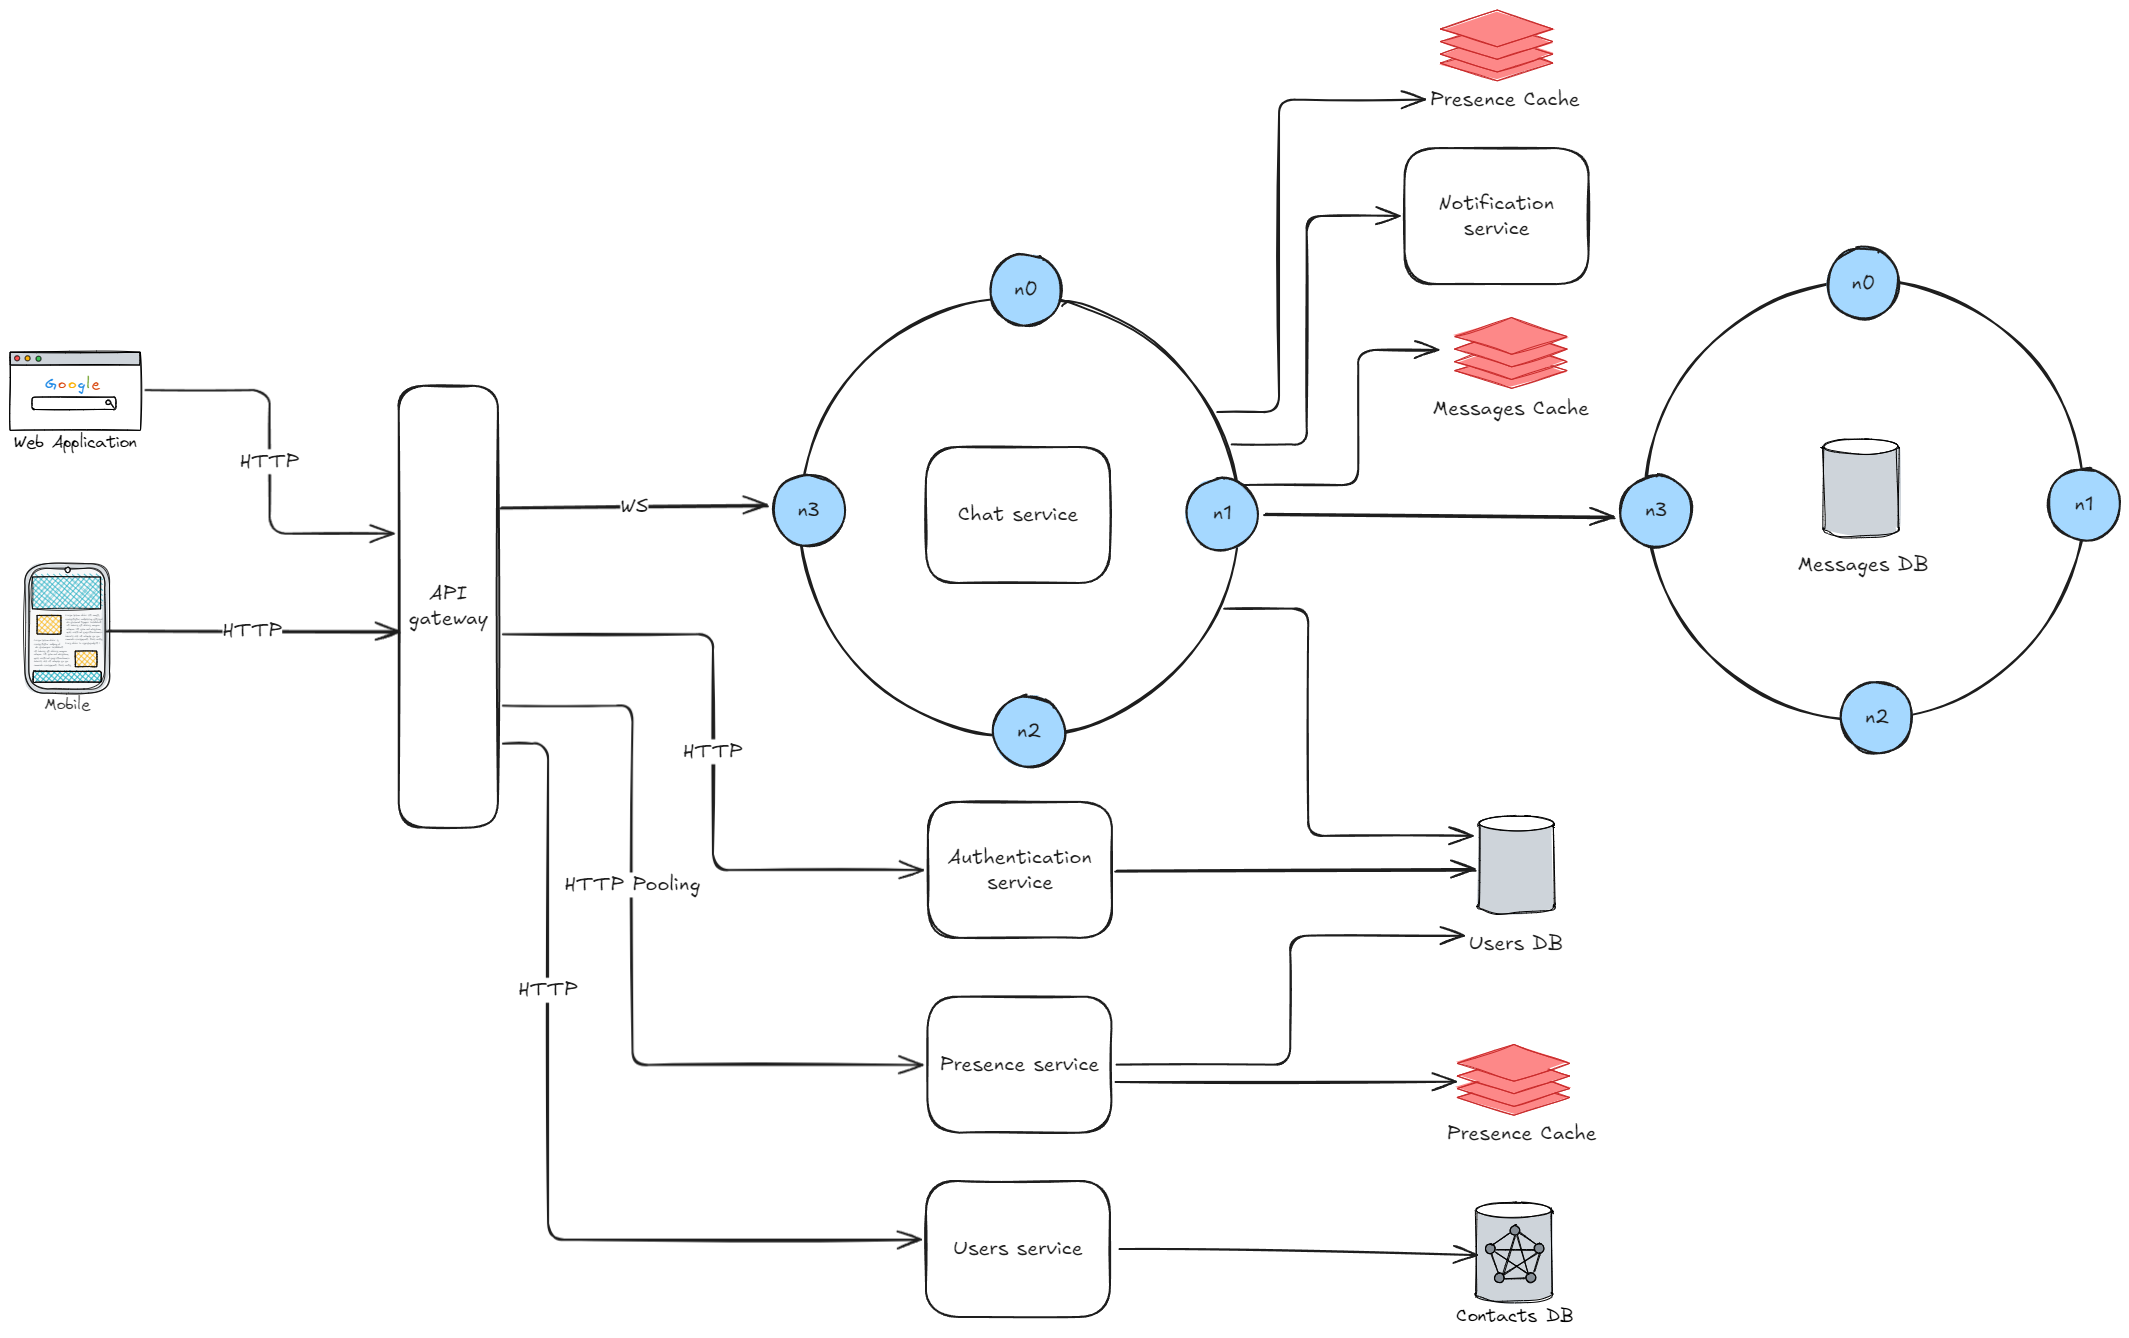 Presence Cache
Notification
service
n0
n0
Messages Cache
Google
Web Application
HTTP
WS
n3
Chat service
n1
n3
n1
Messages DB
API
gateway
HTTP
Mobile
n2
n2
HTTP
Authentication
service
HTTP Pooling
Users DB
HTTP
Presence service
Presence Cache
Users service
Contacts DB